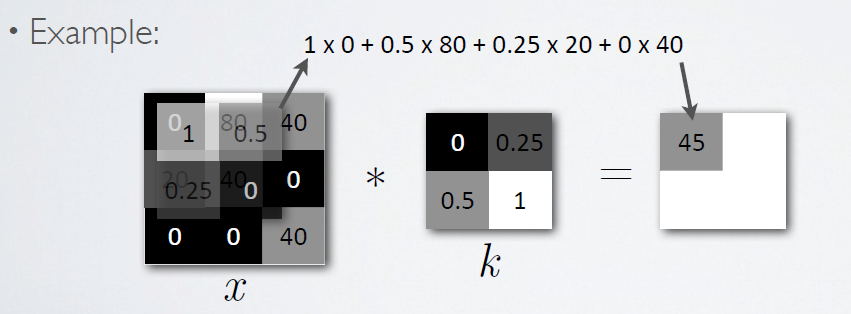 • Example:
1 x 0 + 0.5 x 80 + 0.25 x 20 + 0 x 40
0 1 80 0.5 40
20 0.25 40 0 0
0 0 40
*
0 0.25
0.5 1
=
45
x
k